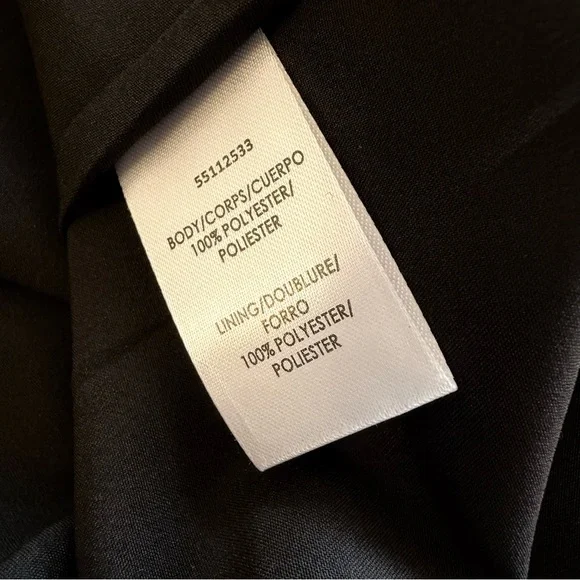 55112533
BODY/CORPS/CUERPO
100% POLYESTER/
POLIESTER
LINING/DOUBLURE/
FORRO
100% POLYESTER/
POLIESTER